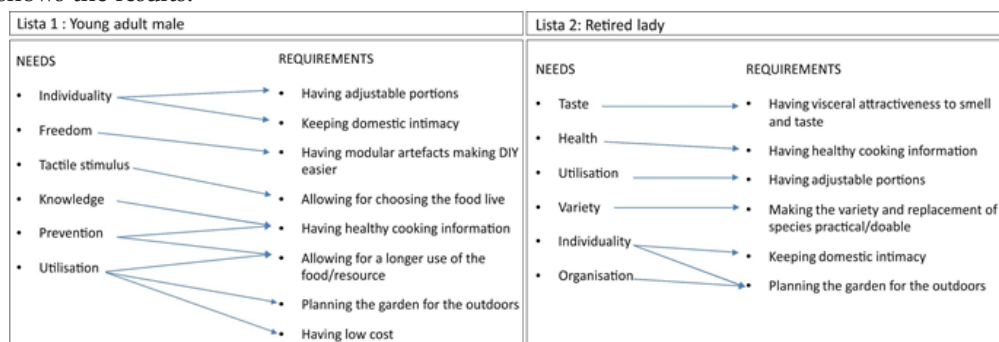 shows the results.
Lista 1 : Young adult male
NEEDS
• Individuality
• Freedom
• Tactile stimulus
• Knowledge
• Prevention
• Utilisation
REQUIREMENTS
• Having adjustable portions
• Keeping domestic intimacy
• Having modular artefacts making DIY
easier
• Allowing for choosing the food live
• Having healthy cooking information
• Allowing for a longer use of the
food/resource
• Planning the garden for the outdoors
• Having low cost
Lista 2: Retired lady
NEEDS
• Taste
• Health
• Utilisation
• Variety
• Individuality
• Organisation
REQUIREMENTS
• Having visceral attractiveness to smell
and taste
• Having healthy cooking information
• Having adjustable portions
• Making the variety and replacement of
species practical/doable
• Keeping domestic intimacy
• Planning the garden for the outdoors